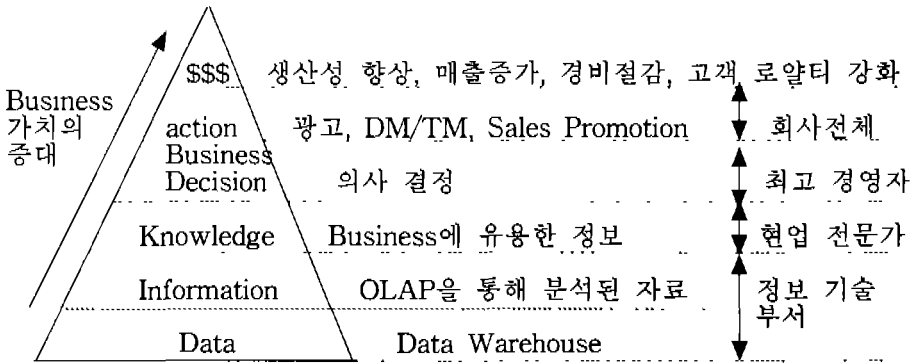 $$$ 생산성 향상, 매출증가, 경비절감, 고객 로얄티 강화
Business
가치의
증대
action 광고, DM/TM, Sales Promotion 회사전체
Business
Decision 의사 결정 최고 경영자
Knowledge Business에 유용한 정보 현업 전문가
Information OLAP을 통해 분석된 자료 정보 기술
부서
Data Data Warehouse